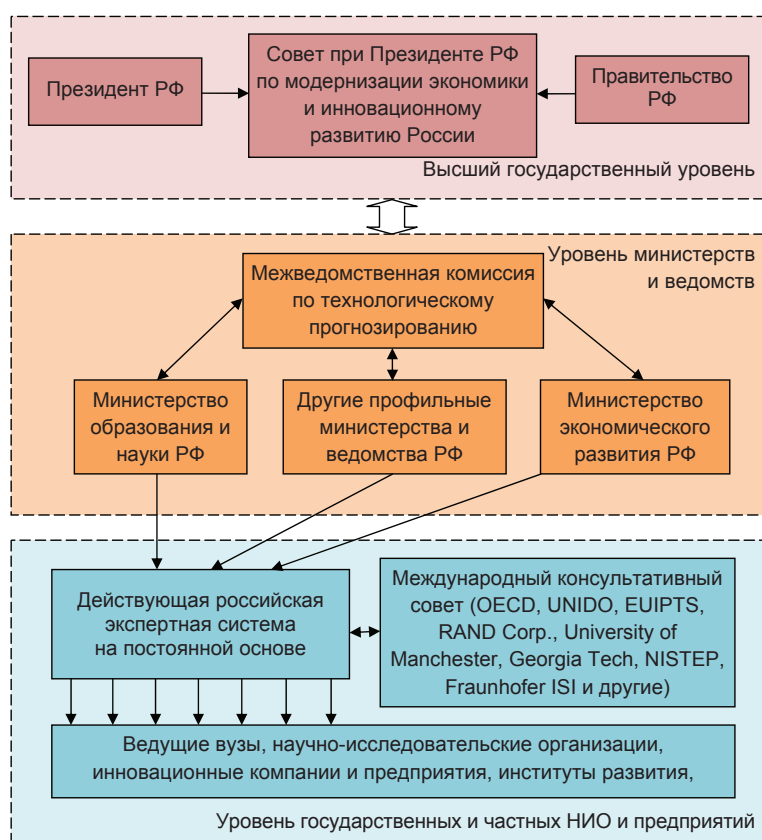 Президент РФ
Совет при Президенте РФ
по модернизации экономики
и инновационному
развитию России
Правительство
РФ
Высший государственный уровень
Уровень министерств
и ведомств
Межведомственная комиссия
по технологическому
прогнозированию
Министерство
образования и
науки РФ
Другие профильные
министерства и
ведомства РФ
Министерство
экономического
развития РФ
Действующая российская
экспертная система
на постоянной основе
Международный консультативный
совет (OECD, UNIDO, EUIPTS,
RAND Corp., University of
Manchester, Georgia Tech, NISTEP,
Fraunhofer ISI и другие)
Ведущие вузы, научно-исследовательские организации,
инновационные компании и предприятия, институты развития,
Уровень государственных и частных НИО и предприятий